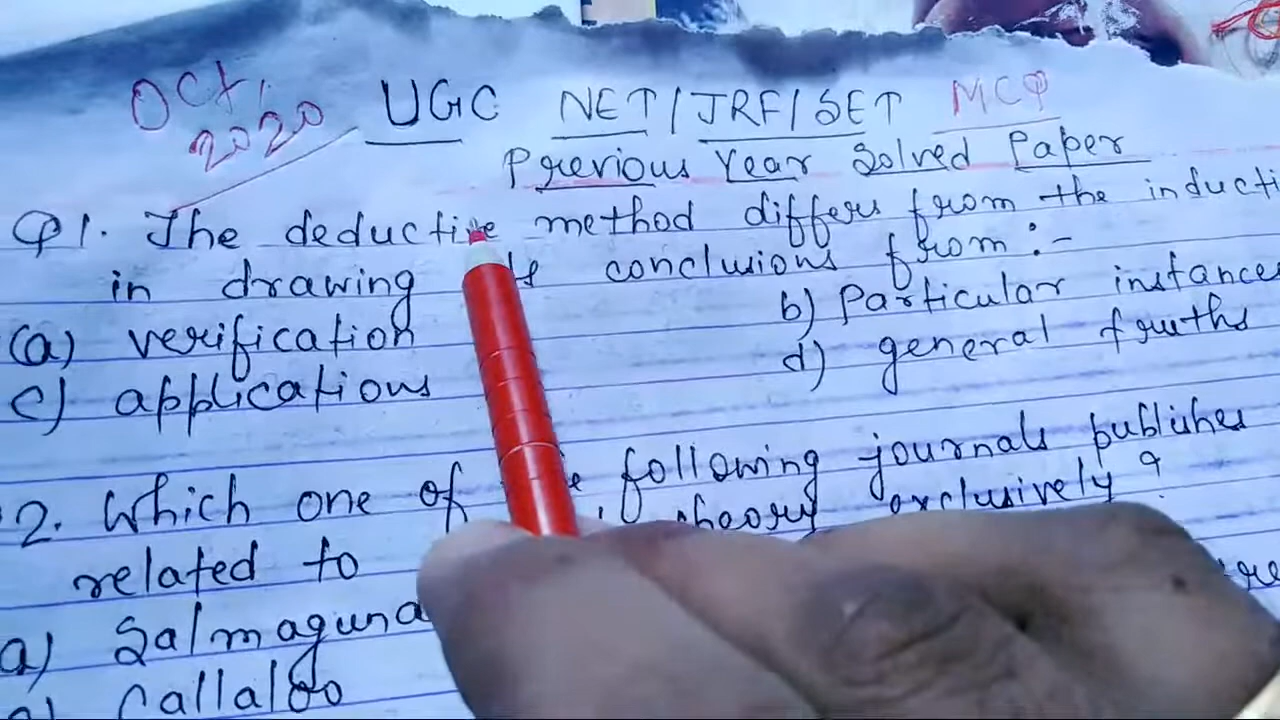 Oct,
2020
UGC NET/JRF/SET MCQ
Previous Year Solved Paper
Q1. The deductive method differs from the inducti
in drawing conclusions from :-
(a) verification
b) Particular instances
c) applications
d) general truths
2. Which one of following journals publishes
related to theory exclusively ?
a) Salmaguna
Callaloo